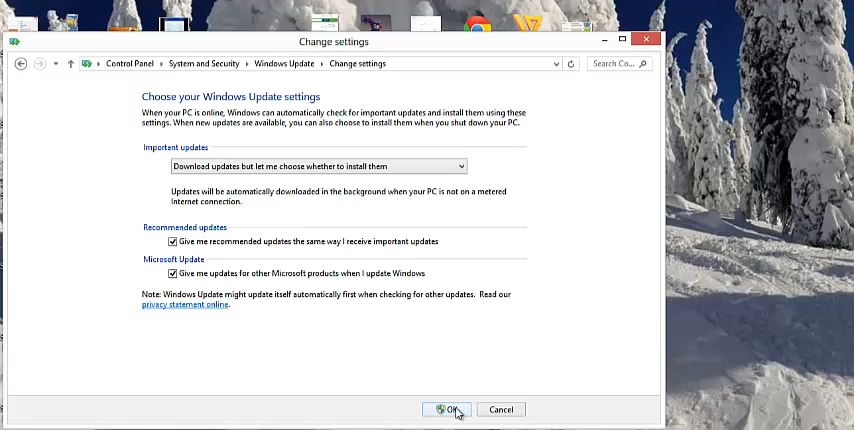 Change settings
Control Panel System and Security Windows Update Change settings
Search Co...
Choose your Windows Update settings
When your PC is online, Windows can automatically check for important updates and install them using these
settings. When new updates are available, you can also choose to install them when you shut down your PC.
Important updates
Download updates but let me choose whether to install them
Updates will be automatically downloaded in the background when your PC is not on a metered
Internet connection.
Recommended updates
Give me recommended updates the same way I receive important updates
Microsoft Update
Give me updates for other Microsoft products when I update Windows
Note: Windows Update might update itself automatically first when checking for other updates. Read our
privacy statement online.
OK
Cancel